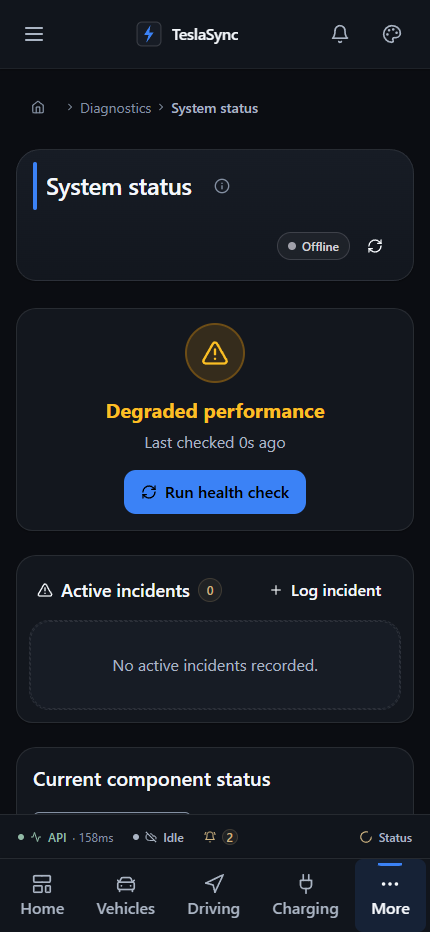 TeslaSync
Diagnostics System status
System status
Offline
Degraded performance
Last checked 0s ago
Run health check
Active incidents 0 + Log incident
No active incidents recorded.
Current component status
API · 158ms Idle 2 Status
Home Vehicles Driving Charging More